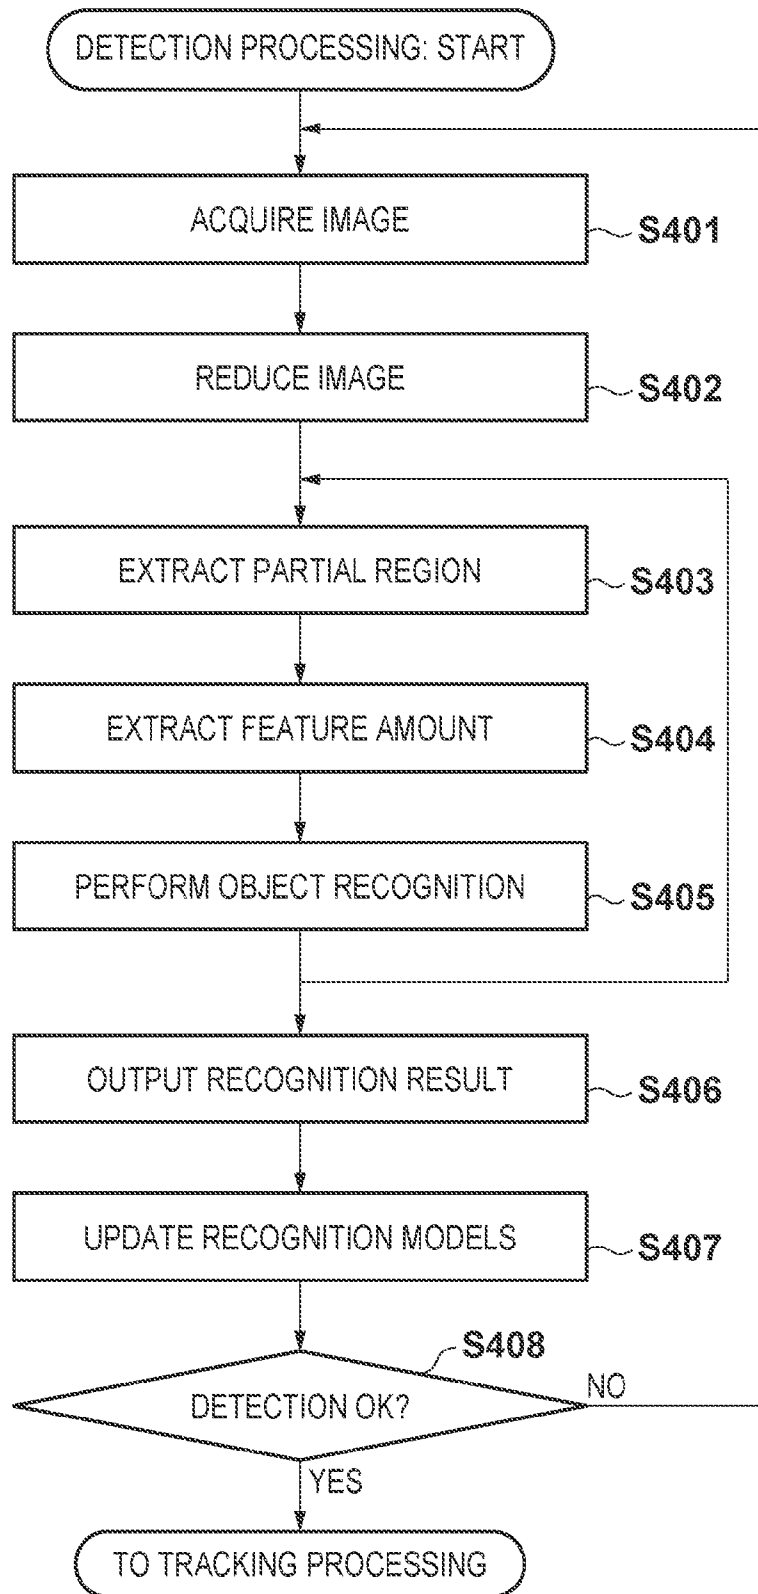 DETECTION PROCESSING: START
ACQUIRE IMAGE
S401
REDUCE IMAGE
S402
EXTRACT PARTIAL REGION
S403
EXTRACT FEATURE AMOUNT
S404
PERFORM OBJECT RECOGNITION
S405
OUTPUT RECOGNITION RESULT
S406
UPDATE RECOGNITION MODELS
S407
S408
DETECTION OK?
NO
YES
TO TRACKING PROCESSING